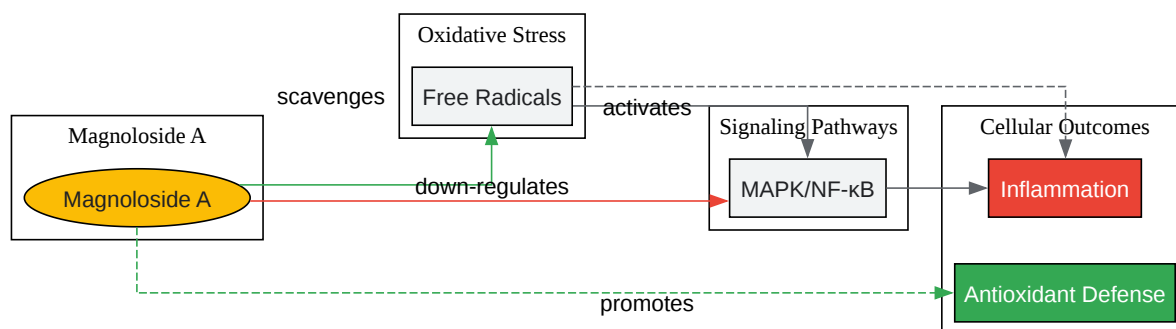 Oxidative Stress
Free Radicals
scavenges
activates
Magnoloside A
Magnoloside A
down-regulates
Signaling Pathways
MAPK/NF-κB
Cellular Outcomes
Inflammation
Antioxidant Defense
promotes